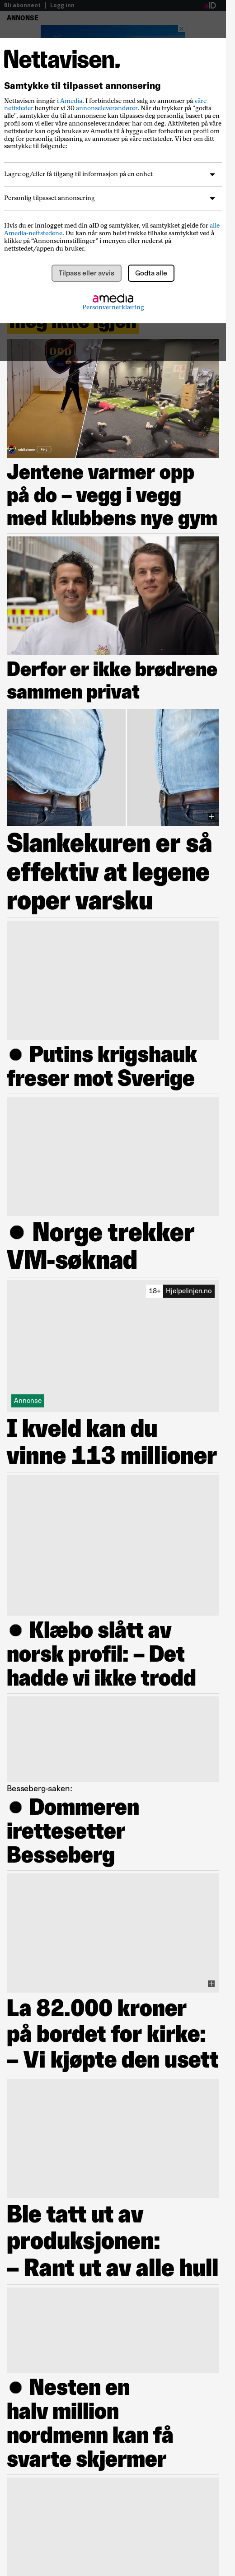 Bli abonnent | Logg inn
aID
ANNONSE
Nettavisen.
Samtykke til tilpasset annonsering
Nettavisen inngår i Amedia. I forbindelse med salg av annonser på våre
nettsteder benytter vi 30 annonseleverandører. Når du trykker på "godta
alle", samtykker du til at annonser kan tilpasses deg personlig basert på en
profil som vi eller våre annonseleverandører har om deg. Aktivitetene på våre
nettsteder kan også brukes av Amedia til å bygge eller forbedre en profil om
deg for personlig tilpasning av annonser på våre nettsteder. Vi ber om ditt
samtykke til følgende:
Lagre og/eller få tilgang til informasjon på en enhet
Personlig tilpasset annonsering
Hvis du er innlogget med din aID og samtykker, vil samtykket gjelde for alle
Amedia-nettstedene. Du kan når som helst trekke tilbake samtykket ved å
klikke på “Annonseinnstillinger” i menyen eller nederst på
nettstedet/appen du bruker.
Tilpass eller avvis
Godta alle
amedia
Personvernerklæring
meg ikke igjen
Jentene varmer opp
på do – vegg i vegg
med klubbens nye gym
Derfor er ikke brødrene
sammen privat
Slankekuren er så
effektiv at legene
roper varsku
● Putins krigshauk
freser mot Sverige
● Norge trekker
VM-søknad
18+ Hjelpelinjen.no
Annonse
I kveld kan du
vinne 113 millioner
● Klæbo slått av
norsk profil: – Det
hadde vi ikke trodd
Besseberg-saken:
● Dommeren
irettesetter
Besseberg
La 82.000 kroner
på bordet for kirke:
– Vi kjøpte den usett
Ble tatt ut av
produksjonen:
– Rant ut av alle hull
● Nesten en
halv million
nordmenn kan få
svarte skjermer